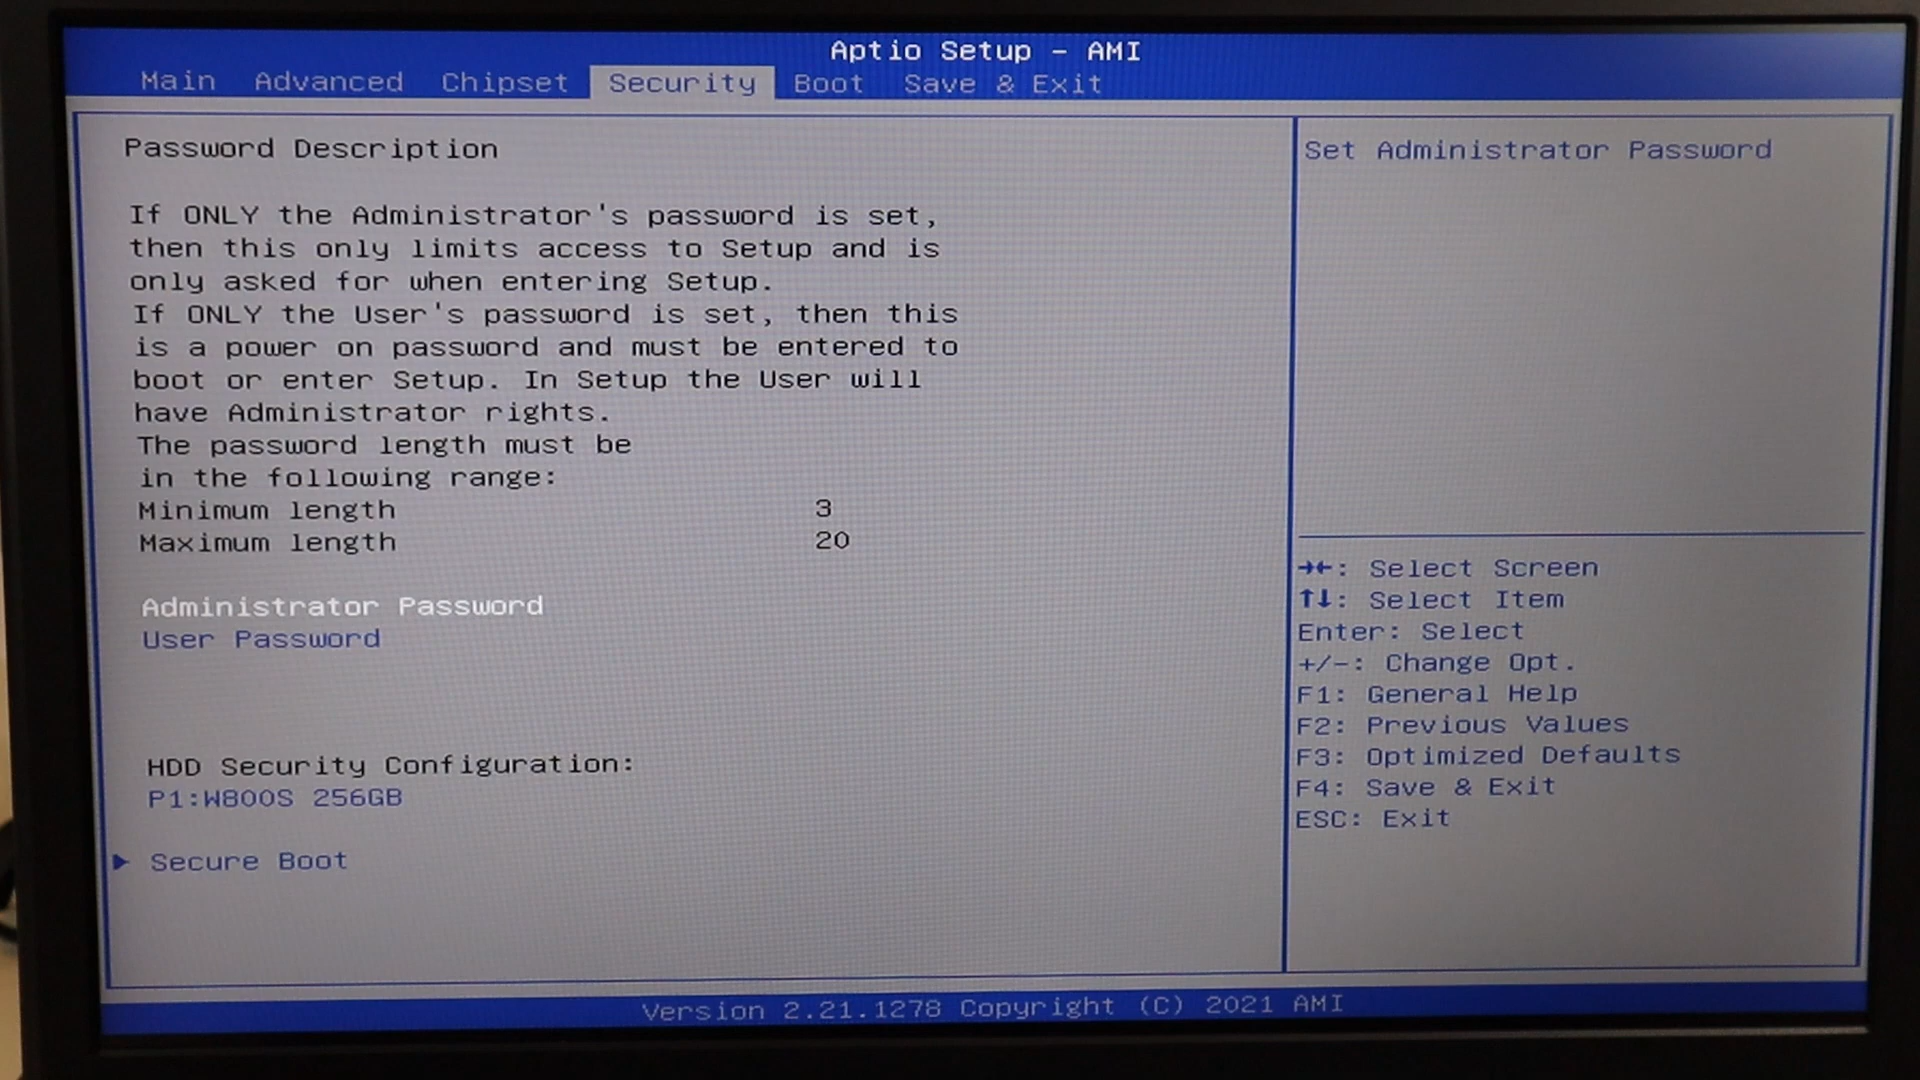 Aptio Setup - AMI
Main Advanced Chipset Security Boot Save & Exit
Password Description
If ONLY the Administrator's password is set,
then this only limits access to Setup and is
only asked for when entering Setup.
If ONLY the User's password is set, then this
is a power on password and must be entered to
boot or enter Setup. In Setup the User will
have Administrator rights.
The password length must be
in the following range:
Minimum length 3
Maximum length 20
Administrator Password
User Password
HDD Security Configuration:
P1:W800S 256GB
▶ Secure Boot
Set Administrator Password
→←: Select Screen
↑↓: Select Item
Enter: Select
+/-: Change Opt.
F1: General Help
F2: Previous Values
F3: Optimized Defaults
F4: Save & Exit
ESC: Exit
Version 2.21.1278 Copyright (C) 2021 AMI